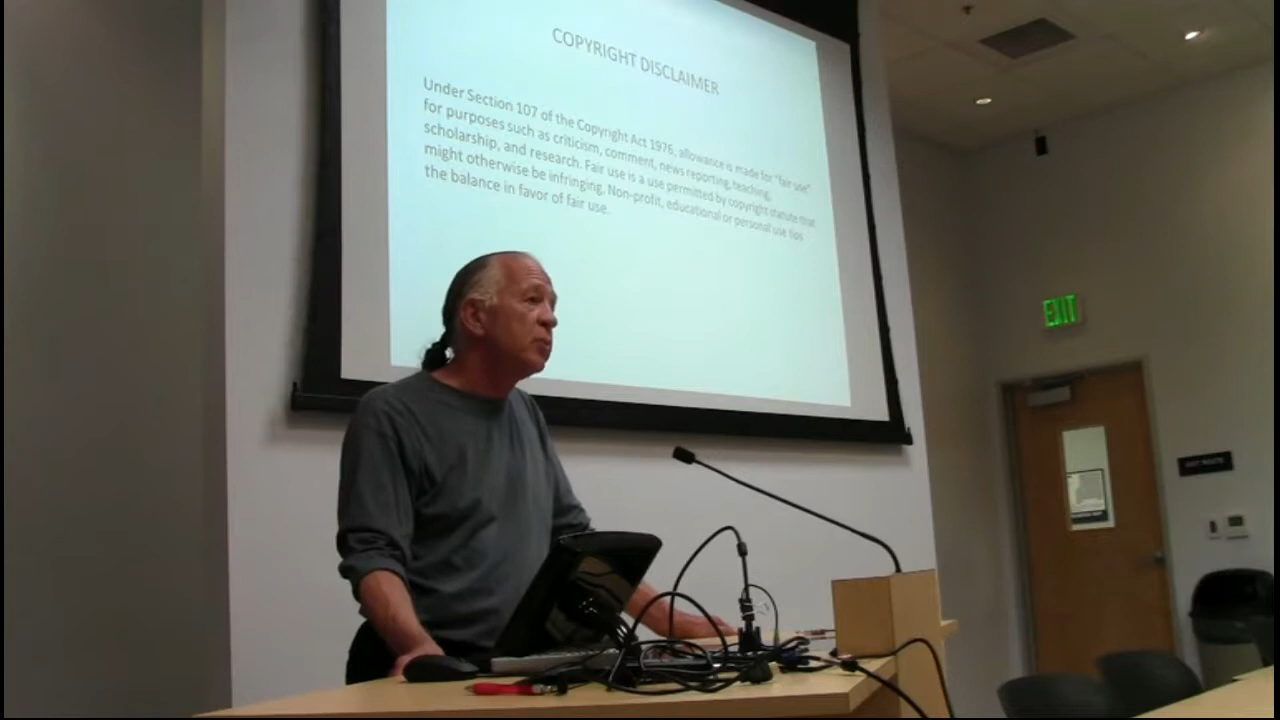 COPYRIGHT DISCLAIMER
Under Section 107 of the Copyright Act 1976, allowance is made for "fair use"
for purposes such as criticism, comment, news reporting, teaching,
scholarship, and research. Fair use is a use permitted by copyright statute that
might otherwise be infringing. Non-profit, educational or personal use tips
the balance in favor of fair use.
EXIT